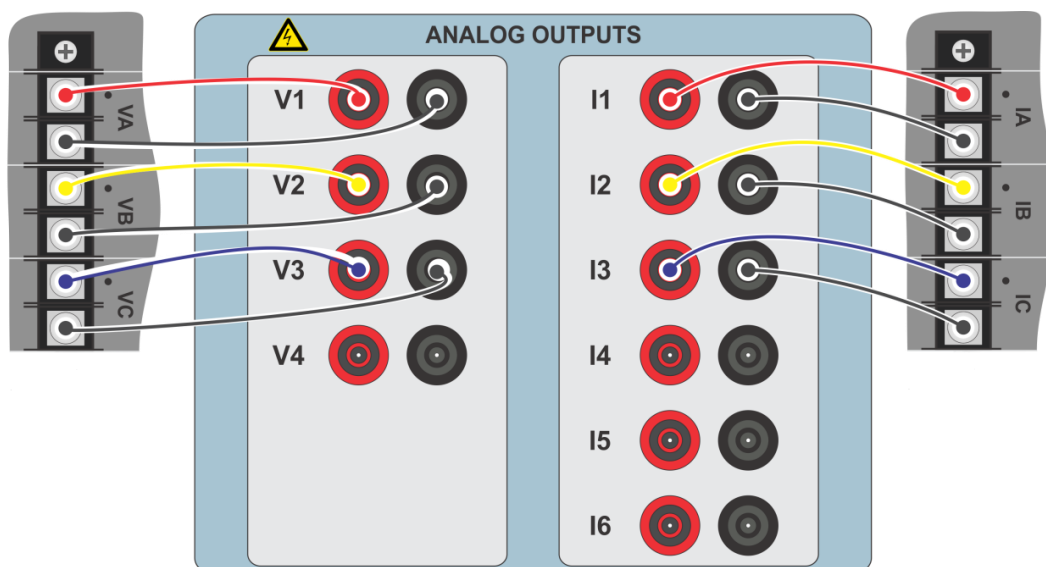 ANALOG OUTPUTS
VA
VB
VC
V1
V2
V3
V4
I1
I2
I3
I4
I5
I6
IA
IB
IC